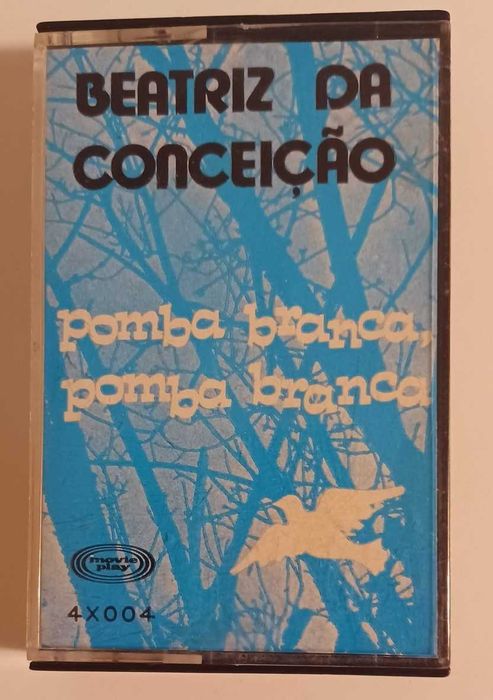 BEATRIZ DA
CONCEIÇÃO
pomba branca,
pomba branca
movie
play
4X004